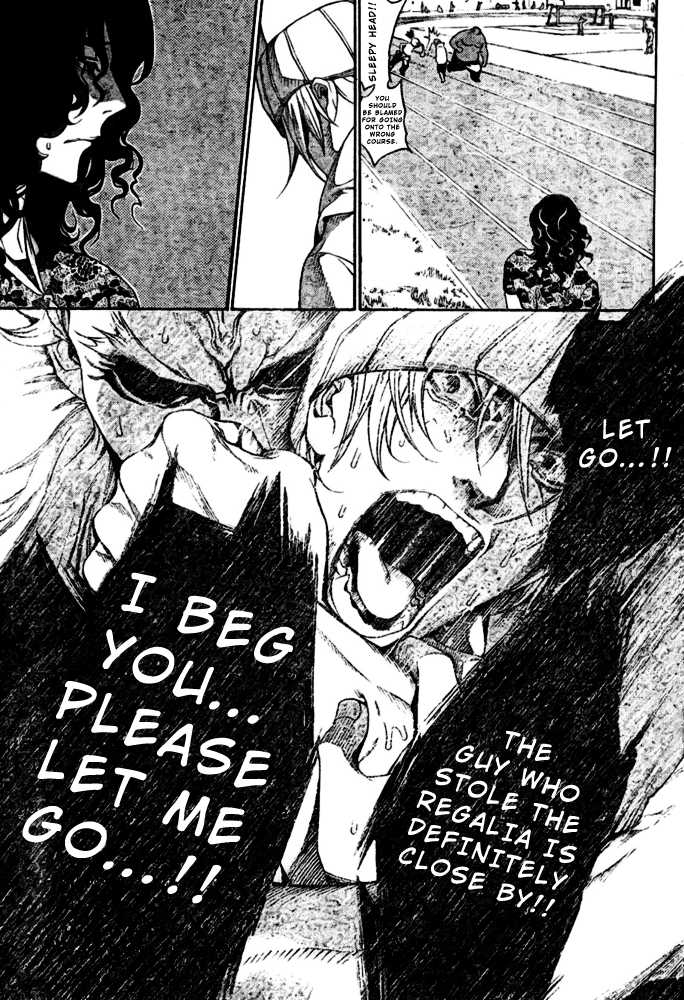 SLEEPY HEAD!!
YOU
SHOULD
BE BLAMED
FOR GOING
ONTO THE
WRONG
COURSE.
LET
GO...!!
I BEG
YOU...
PLEASE
LET ME
GO...!!
THE
GUY WHO
STOLE THE
REGALIA IS
DEFINITELY
CLOSE BY!!